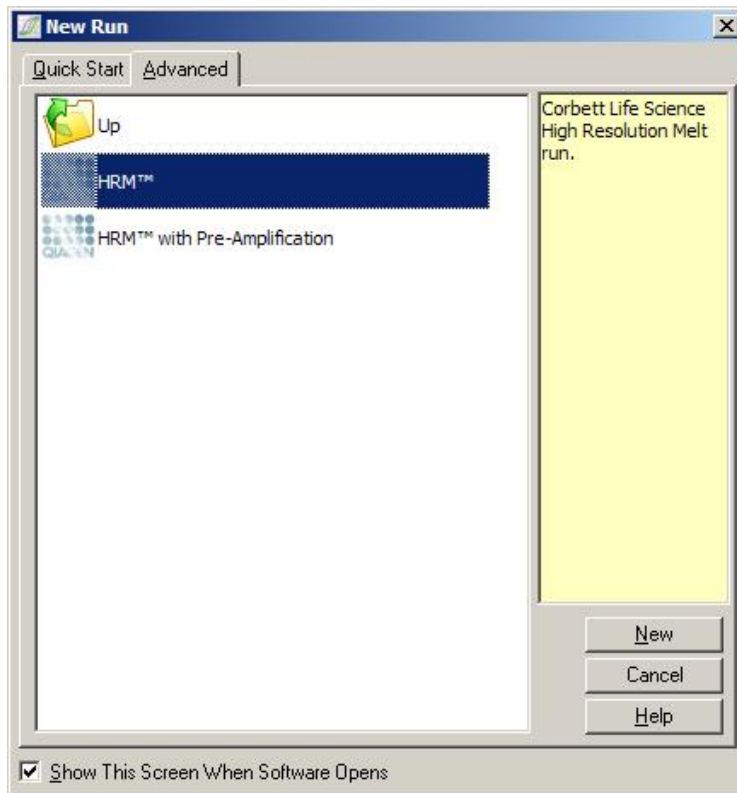 New Run
Quick Start
Advanced
Up
HRM™
HRM™ with Pre-Amplification
QIAGEN
Corbett Life Science
High Resolution Melt
run.
New
Cancel
Help
Show This Screen When Software Opens